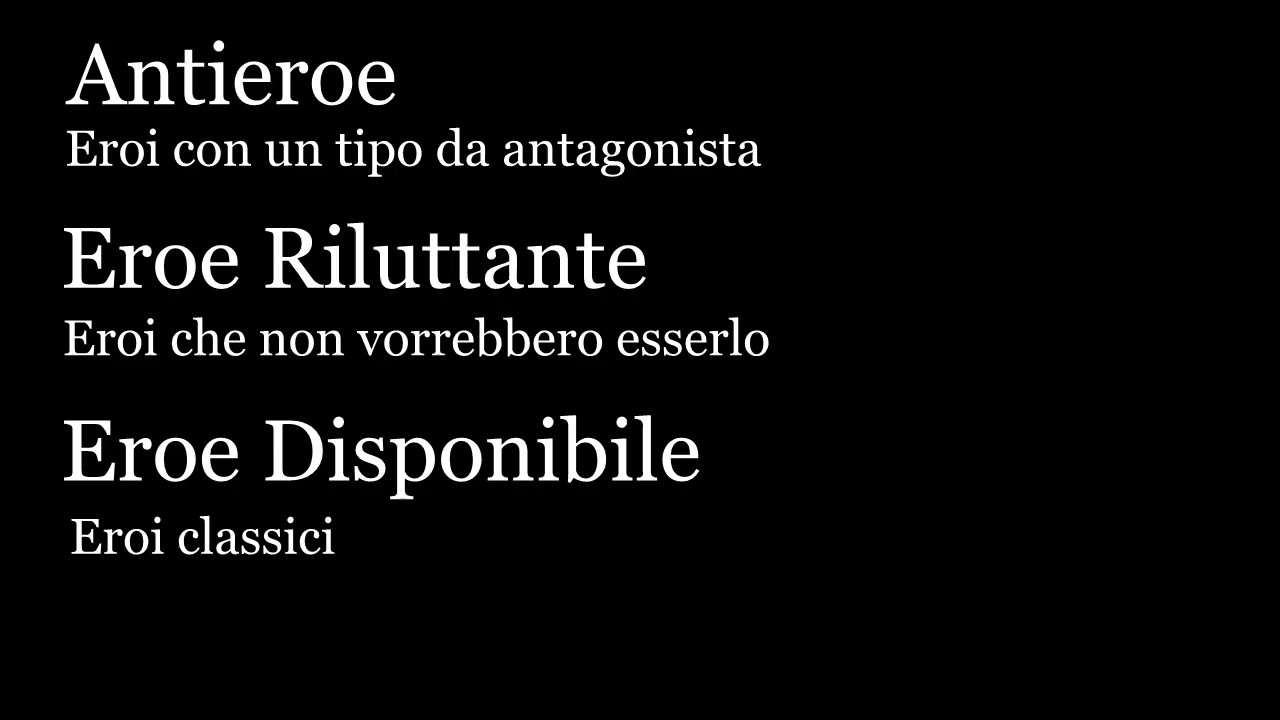 Antieroe
Eroi con un tipo da antagonista
Eroe Riluttante
Eroi che non vorrebbero esserlo
Eroe Disponibile
Eroi classici